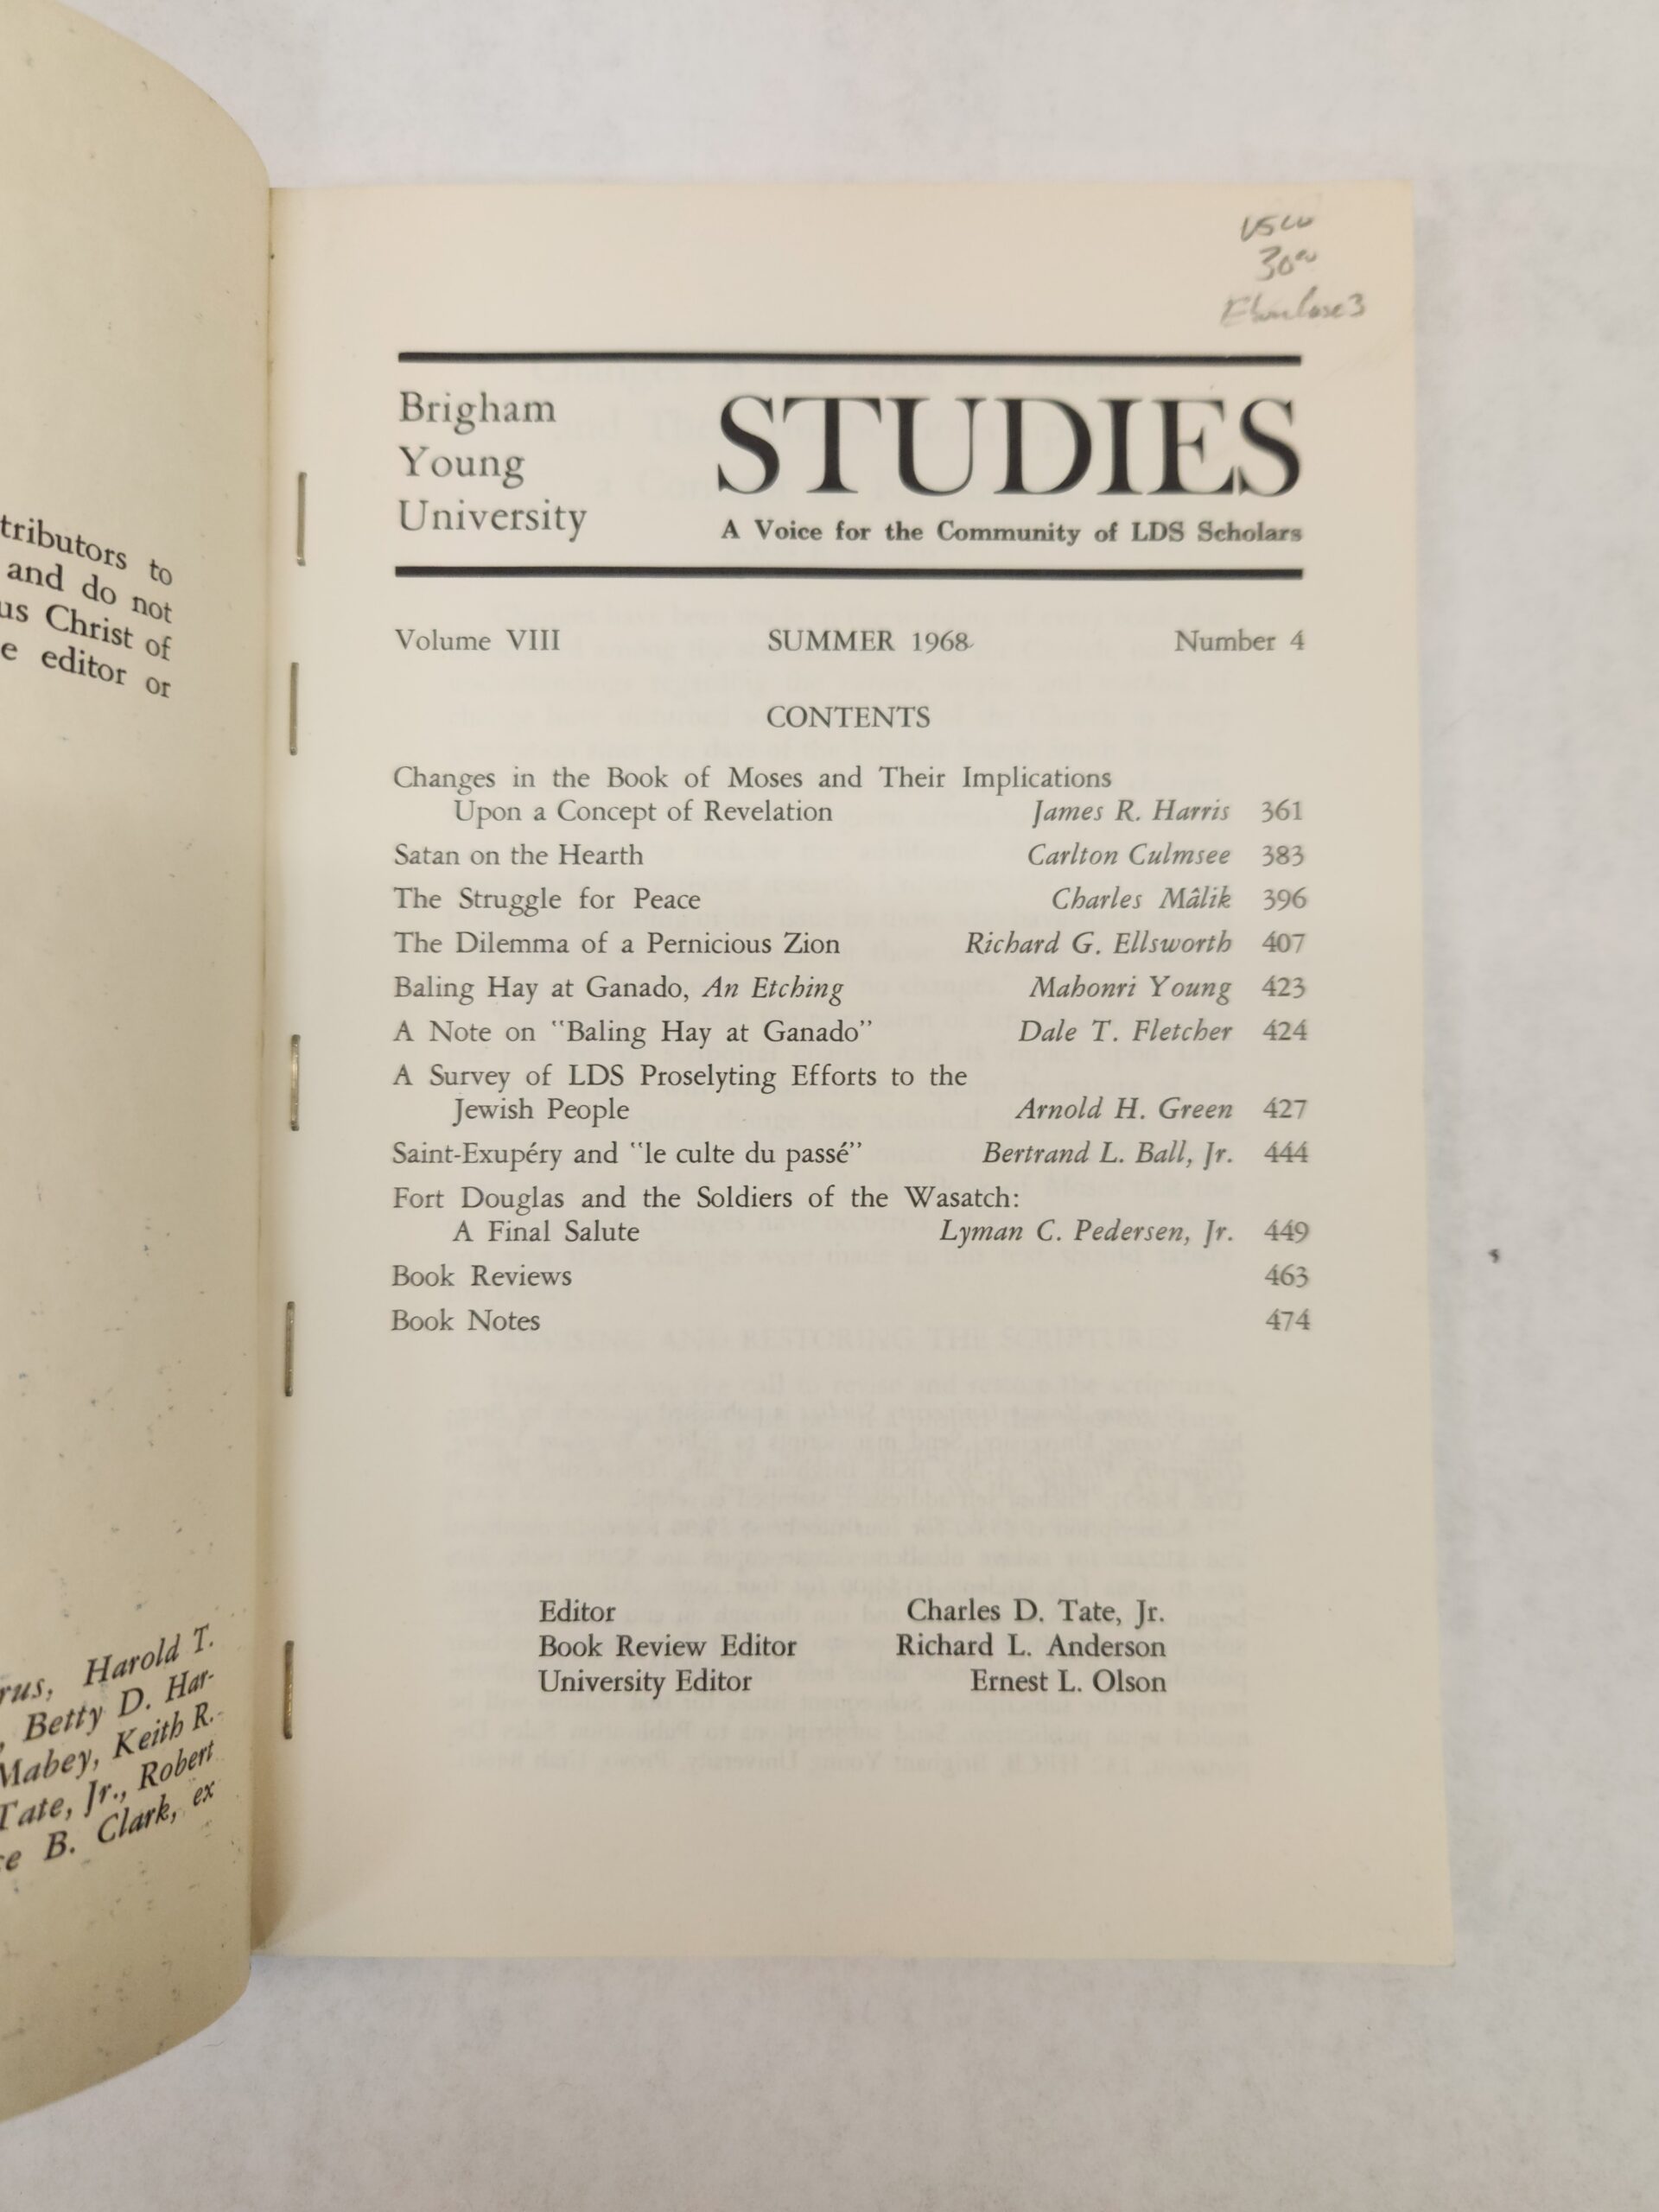 tributors to
and do not
us Christ of
e editor or
rus, Harold T.
, Betty D. Har-
Mabey, Keith R.
Tate, Jr., Robert
ce B. Clark, ex
30
Brigham
Young
University
STUDIES
A Voice for the Community of LDS Scholars
Volume VIII SUMMER 1968 Number 4
CONTENTS
Changes in the Book of Moses and Their Implications
Upon a Concept of Revelation James R. Harris 361
Satan on the Hearth Carlton Culmsee 383
The Struggle for Peace Charles Mâlik 396
The Dilemma of a Pernicious Zion Richard G. Ellsworth 407
Baling Hay at Ganado, An Etching Mahonri Young 423
A Note on "Baling Hay at Ganado" Dale T. Fletcher 424
A Survey of LDS Proselyting Efforts to the
Jewish People Arnold H. Green 427
Saint-Exupéry and "le culte du passé" Bertrand L. Ball, Jr. 444
Fort Douglas and the Soldiers of the Wasatch:
A Final Salute Lyman C. Pedersen, Jr. 449
Book Reviews 463
Book Notes 474
Editor Charles D. Tate, Jr.
Book Review Editor Richard L. Anderson
University Editor Ernest L. Olson